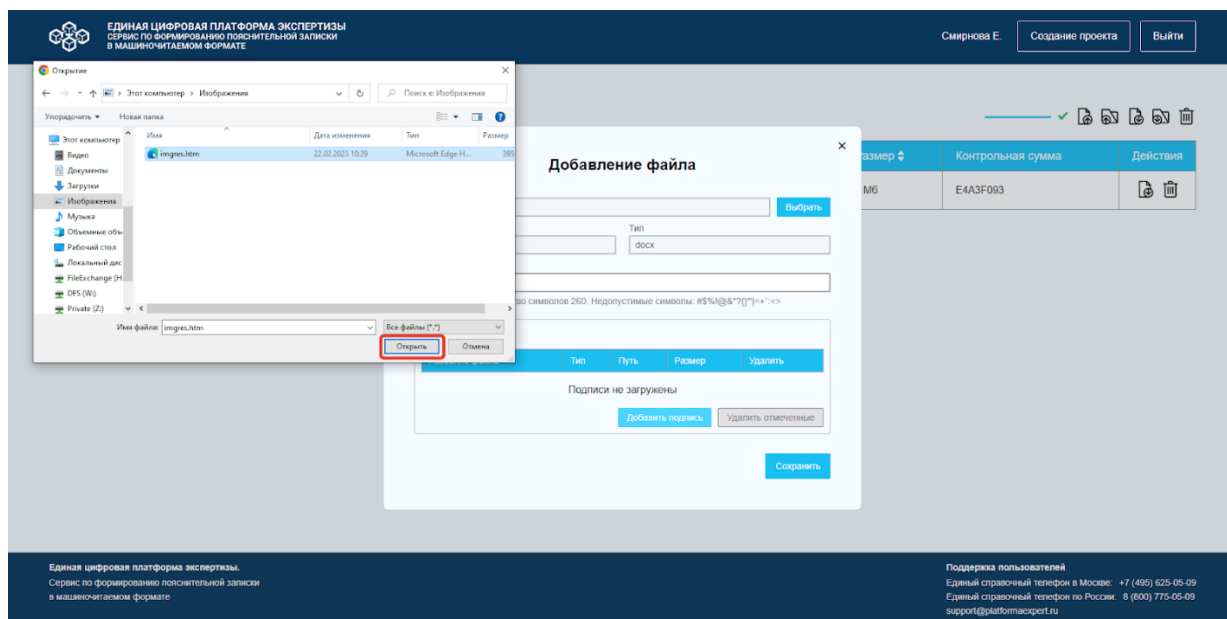 ЕДИНАЯ ЦИФРОВАЯ ПЛАТФОРМА ЭКСПЕРТИЗЫ
СЕРВИС ПО ФОРМИРОВАНИЮ ПОЯСНИТЕЛЬНОЙ ЗАПИСКИ
В МАШИНОЧИТАЕМОМ ФОРМАТЕ
Смирнова Е. Создание проекта Выйти
Открытие
Этот компьютер › Изображения Поиск в: Изображения
Упорядочить Новая папка
Имя Дата изменения Тип Размер
imgres.htm 22.02.2023 10:29 Microsoft Edge H... 395
Этот компьютер
Видео
Документы
Загрузки
Изображения
Музыка
Объемные объ
Рабочий стол
Локальный дис
FileExchange (H:
DFS (W:)
Private (Z:)
Имя файла: imgres.htm Все файлы (*.*)
Открыть Отмена
Добавление файла
Выбрать
Тип
docx
во символов 260. Недопустимые символы:
Тип Путь Размер Удалить
Подписи не загружены
Добавить подпись Удалить отмеченные
Сохранить
азмер Контрольная сумма Действия
Мб E4A3F093
Единая цифровая платформа экспертизы.
Сервис по формированию пояснительной записки
в машиночитаемом формате
Поддержка пользователей
Единый справочный телефон в Москве: +7 (495) 625-05-09
Единый справочный телефон по России: 8 (800) 775-05-09
support@platformaexpert.ru